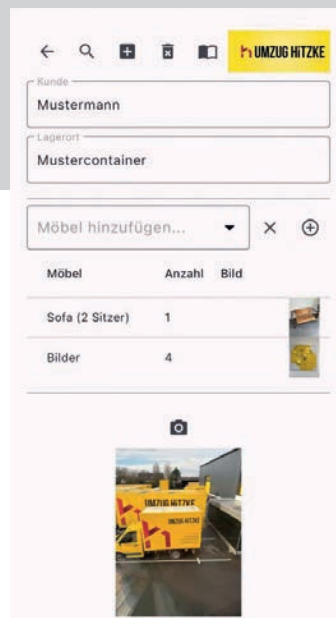 UMZUG HiTZKE
Kunde
Mustermann
Lagerort
Mustercontainer
Möbel hinzufügen...
Möbel Anzahl Bild
Sofa (2 Sitzer) 1
Bilder 4
UMZUG HiTZKE
UMZUG HiTZKE